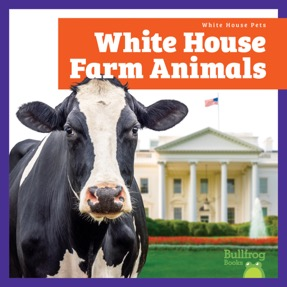 White House Pets
White House
Farm Animals
Bullfrog
Books